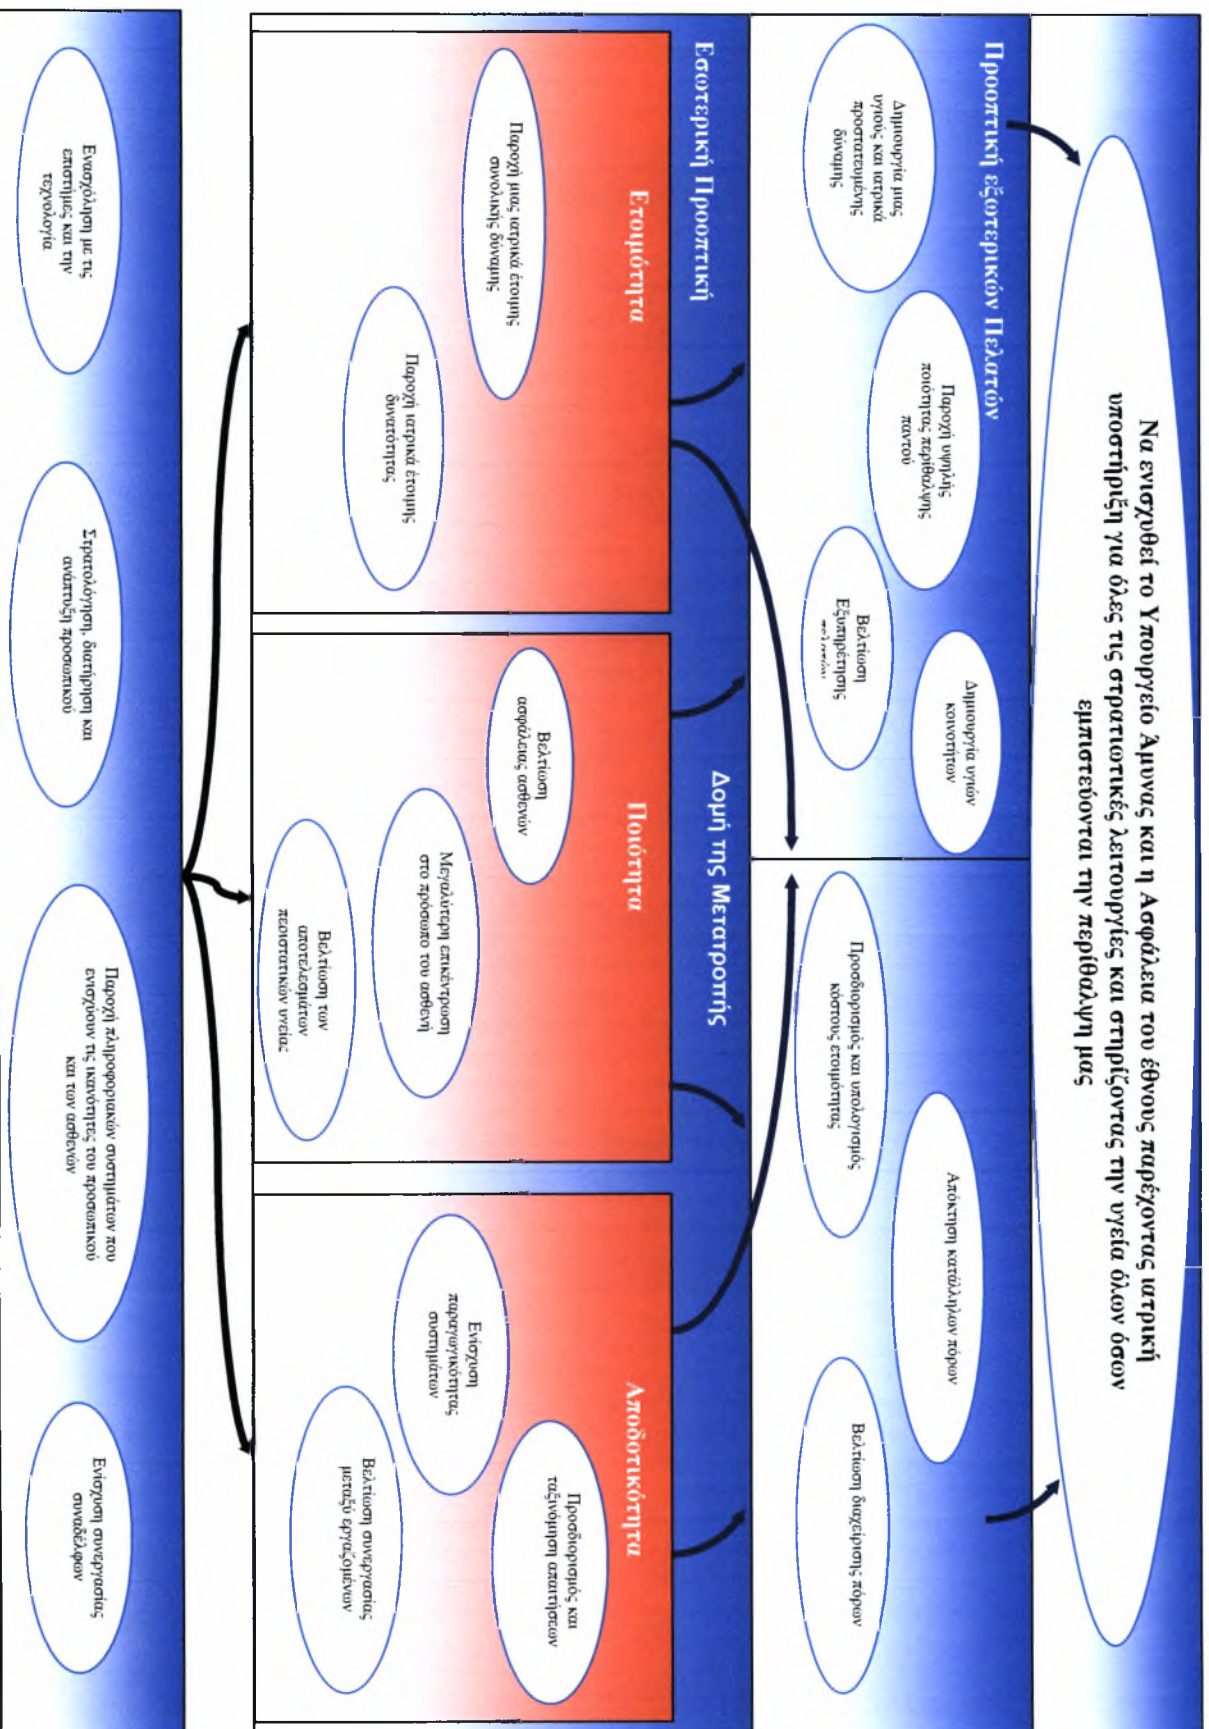 Να ενισχυθεί το Υπουργείο Άμυνας και η Ασφάλεια του έθνους παρέχοντας ιατρική
υποστήριξη για όλες τις στρατιωτικές λειτουργίες και στηρίζοντας την υγεία όλων όσων
εμπιστεύονται την περίθαλψη μας
Προοπτική εξωτερικών Πελατών
Δημιουργία μιας
υγιούς και ιατρικά
προστατευμένης
δύναμης
Παροχή υψηλής
ποιότητας περίθαλψης
παντού
Βελτίωση
Εξυπηρέτησης
πελατών
Δημιουργία υγιών
κοινοτήτων
Προσδιορισμός και υπολογισμός
κόστους ετοιμότητας
Απόκτηση κατάλληλων πόρων
Βελτίωση διαχείρισης πόρων
Εσωτερική Προοπτική
Δομή της Μετατροπής
Ετοιμότητα
Παροχή μιας ιατρικά έτοιμης
συνολικής δύναμης
Παροχή ιατρικά έτοιμης
δυνατότητας
Ποιότητα
Βελτίωση
ασφάλειας ασθενών
Μεγαλύτερη επικέντρωση
στο πρόσωπο του ασθενή
Βελτίωση των
αποτελεσμάτων
περιστατικών υγείας
Αποδοτικότητα
Προσδιορισμός και
ταξινόμηση απαιτήσεων
Ενίσχυση
παραγωγικότητας
συστημάτων
Βελτίωση συνεργασίας
μεταξύ εργαζομένων
Ενασχόληση με τις
επιστήμες και την
τεχνολογία
Στρατολόγηση, διατήρηση και
ανάπτυξη προσωπικού
Παροχή πληροφοριακών συστημάτων που
ενισχύουν τις ικανότητες του προσωπικού
και των ασθενών
Ενίσχυση συνεργασίας
συναδέλφων